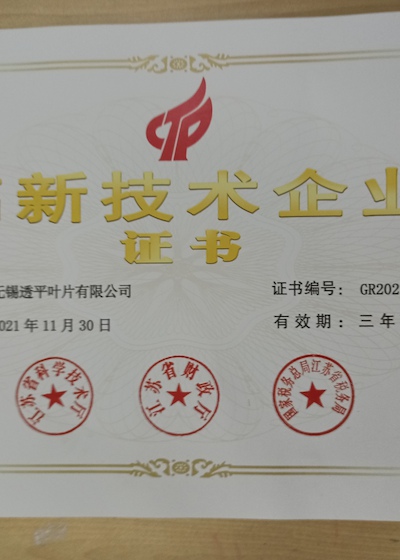 高新技术企业
证书
无锡透平叶片有限公司
证书编号: GR202
2021年11月30日
有效期: 三年
江苏省科学技术厅
江苏省财政厅
国家税务总局江苏省税务局